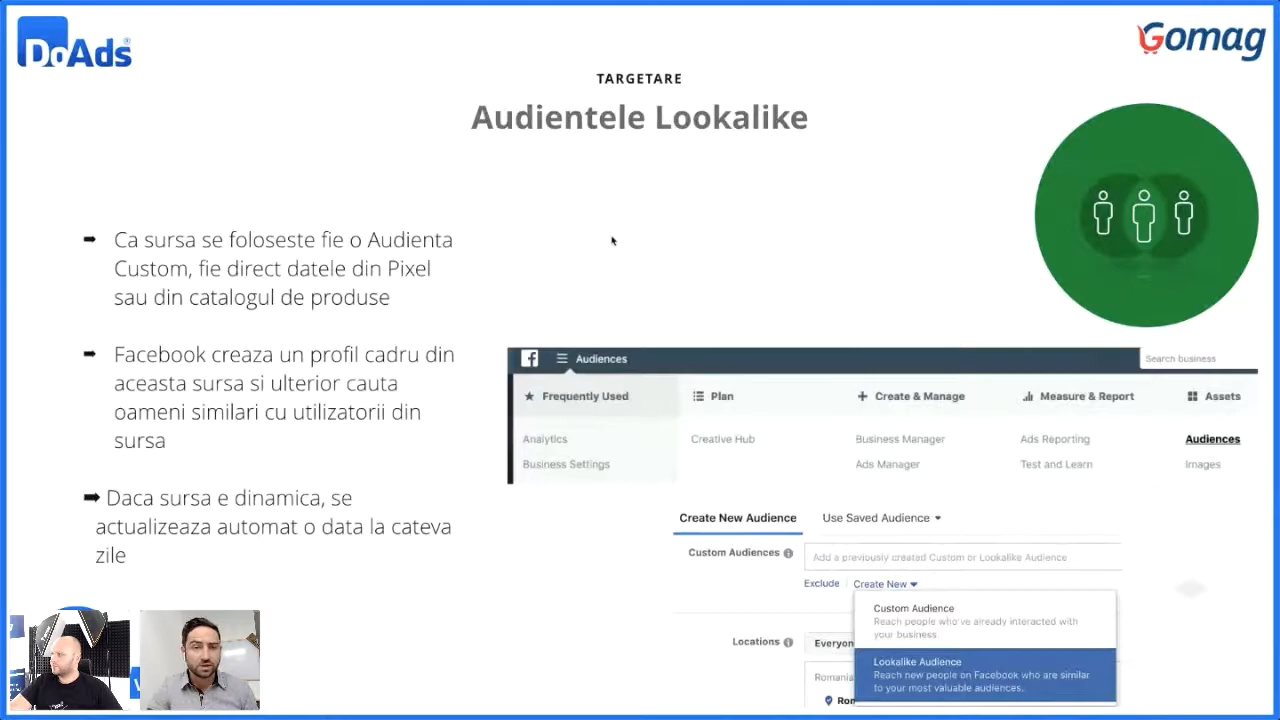 DoAds
Gomag
TARGETARE
Audientele Lookalike
Ca sursa se foloseste fie o Audienta
Custom, fie direct datele din Pixel
sau din catalogul de produse
Facebook creaza un profil cadru din
aceasta sursa si ulterior cauta
oameni similari cu utilizatorii din
sursa
Daca sursa e dinamica, se
actualizeaza automat o data la cateva
zile
Audiences
Search business
Frequently Used
Plan
Create & Manage
Measure & Report
Assets
Analytics
Creative Hub
Business Manager
Ads Reporting
Audiences
Business Settings
Ads Manager
Test and Learn
Images
Create New Audience
Use Saved Audience
Custom Audiences
Add a previously created Custom or Lookalike Audience
Exclude
Create New
Custom Audience
Reach people who've already interacted with
your business.
Locations
Everyon
Lookalike Audience
Reach new people on Facebook who are similar
to your most valuable audiences.
Romania
Ron